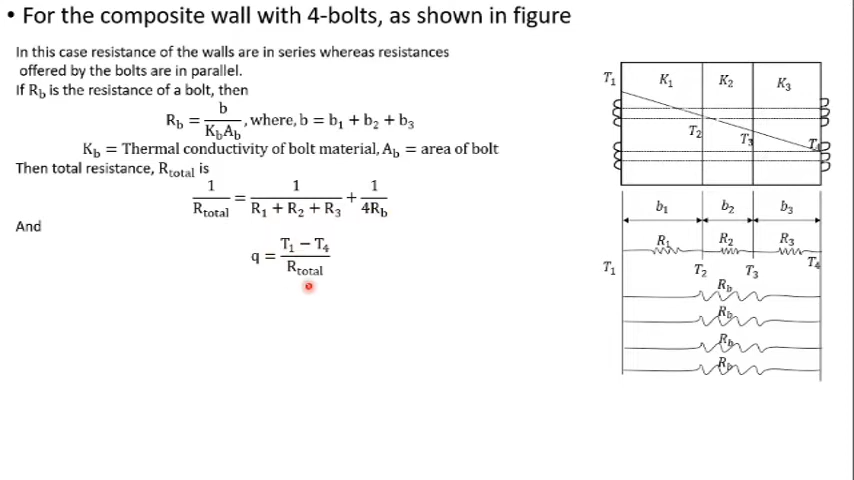 • For the composite wall with 4-bolts, as shown in figure
In this case resistance of the walls are in series whereas resistances
offered by the bolts are in parallel.
If R_b is the resistance of a bolt, then
R_b = b / K_bA_b, where, b = b_1 + b_2 + b_3
K_b = Thermal conductivity of bolt material, A_b = area of bolt
Then total resistance, R_total is
1 / R_total = 1 / R_1 + R_2 + R_3 + 1 / 4R_b
And
q = T_1 − T_4 / R_total
T_1 K_1 K_2 K_3
T_2 T_3 T_4
b_1 b_2 b_3
R_1 R_2 R_3
T_1 T_2 T_3 T_4
R_b
R_b
R_b
R_b